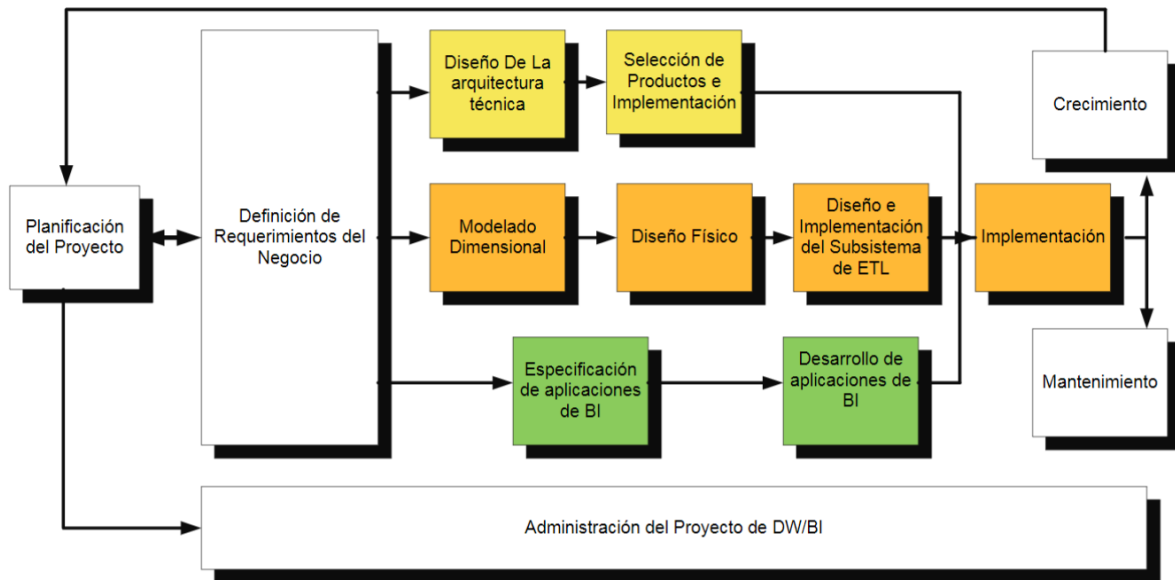 Diseño De La
arquitectura
técnica
Selección de
Productos e
Implementación
Crecimiento
Planificación
del Proyecto
Definición de
Requerimientos del
Negocio
Modelado
Dimensional
Diseño Físico
Diseño e
Implementación
del Subsistema
de ETL
Implementación
Especificación
de aplicaciones
de BI
Desarrollo de
aplicaciones de
BI
Mantenimiento
Administración del Proyecto de DW/BI